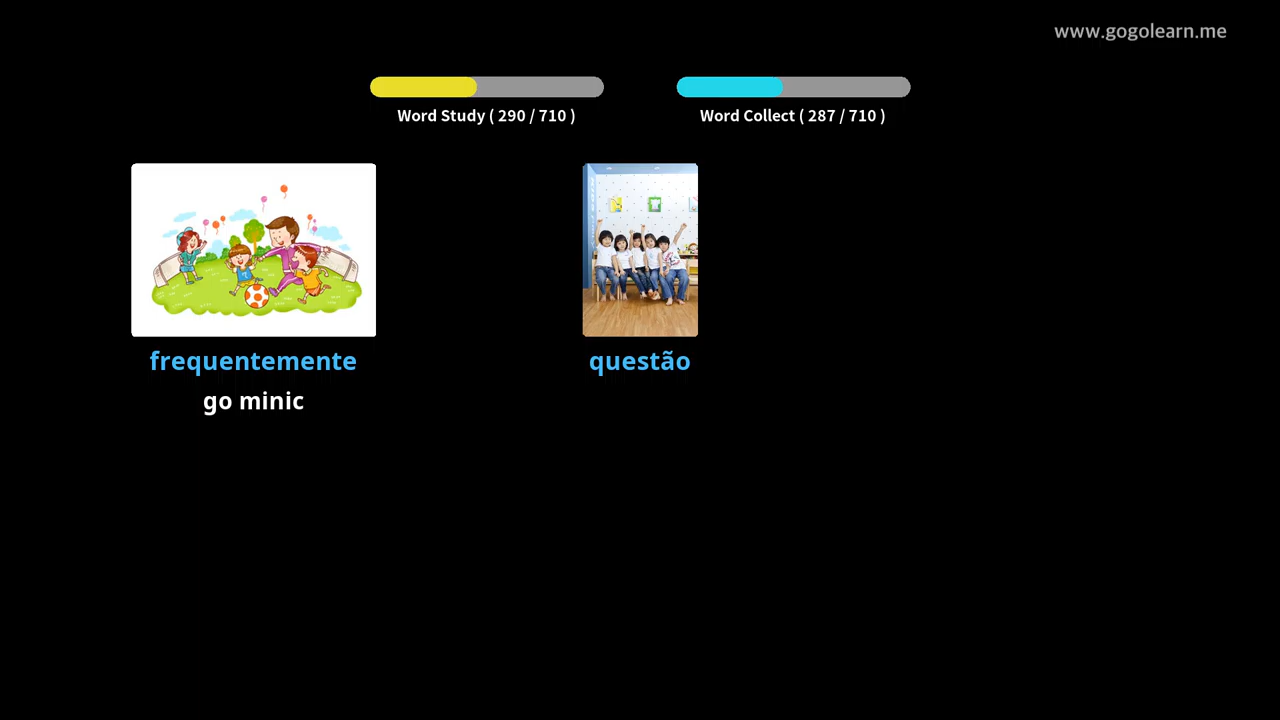 www.gogolearn.me
Word Study ( 290 / 710 )
Word Collect ( 287 / 710 )
frequentemente
go minic
questão